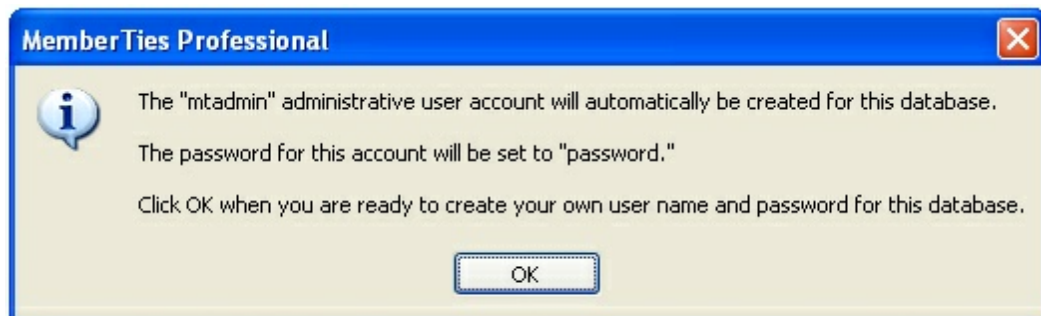 MemberTies Professional
The "mtadmin" administrative user account will automatically be created for this database.
The password for this account will be set to "password."
Click OK when you are ready to create your own user name and password for this database.
OK